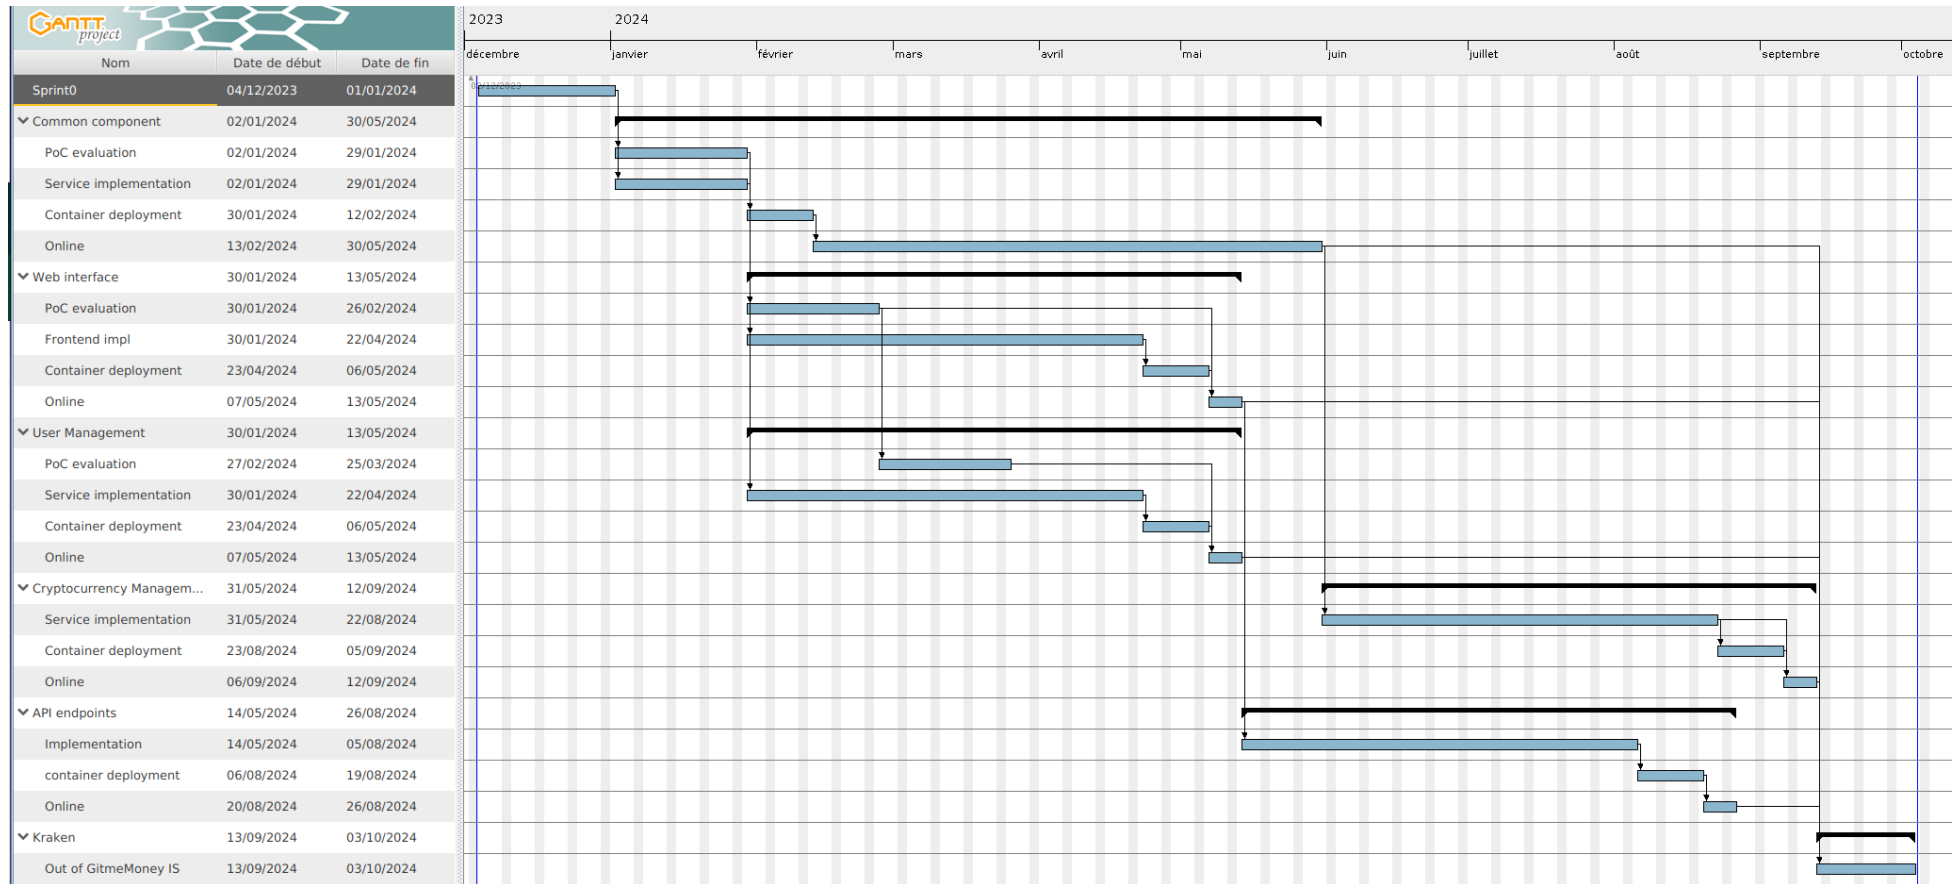 GANTT
project
2023 2024
décembre janvier février mars avril mai juin juillet août septembre octobre
Nom Date de début Date de fin
02/12/2023
Sprint0 04/12/2023 01/01/2024
Common component 02/01/2024 30/05/2024
PoC evaluation 02/01/2024 29/01/2024
Service implementation 02/01/2024 29/01/2024
Container deployment 30/01/2024 12/02/2024
Online 13/02/2024 30/05/2024
Web interface 30/01/2024 13/05/2024
PoC evaluation 30/01/2024 26/02/2024
Frontend impl 30/01/2024 22/04/2024
Container deployment 23/04/2024 06/05/2024
Online 07/05/2024 13/05/2024
User Management 30/01/2024 13/05/2024
PoC evaluation 27/02/2024 25/03/2024
Service implementation 30/01/2024 22/04/2024
Container deployment 23/04/2024 06/05/2024
Online 07/05/2024 13/05/2024
Cryptocurrency Managem... 31/05/2024 12/09/2024
Service implementation 31/05/2024 22/08/2024
Container deployment 23/08/2024 05/09/2024
Online 06/09/2024 12/09/2024
API endpoints 14/05/2024 26/08/2024
Implementation 14/05/2024 05/08/2024
container deployment 06/08/2024 19/08/2024
Online 20/08/2024 26/08/2024
Kraken 13/09/2024 03/10/2024
Out of GitmeMoney IS 13/09/2024 03/10/2024